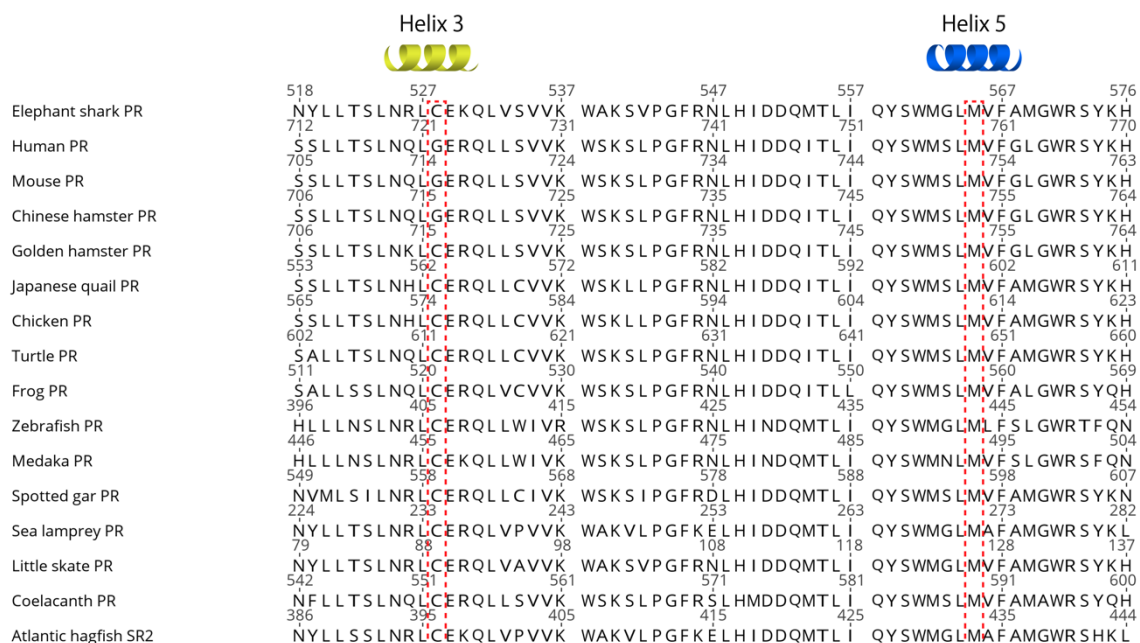 Helix 3 Helix 5
518 527 537 547 557 567 576
Elephant shark PR NYLLTSLNRLCEKQLVSVVK WAKSVPGFRNLHIDDQMTLI QYSWMGLMVFAMGWRSYKH
712 721 731 741 751 761 770
Human PR SSLLTSLNQLGERQLLSVVK WSKSLPGFRNLHIDDQITLI QYSWMSLMVFGLGWRSYKH
705 714 724 734 744 754 763
Mouse PR SSLLTSLNQLGERQLLSVVK WSKSLPGFRNLHIDDQITLI QYSWMSLMVFGLGWRSYKH
706 715 725 735 745 755 764
Chinese hamster PR SSLLTSLNQLGERQLLSVVK WSKSLPGFRNLHIDDQITLI QYSWMSLMVFGLGWRSYKH
706 715 725 735 745 755 764
Golden hamster PR SSLLTSLNKLCERQLLSVVK WSKSLPGFRNLHIDDQITLI QYSWMSLMVFGLGWRSYKH
553 562 572 582 592 602 611
Japanese quail PR SSLLTSLNHLCERQLLCVVK WSKLLPGFRNLHIDDQITLI QYSWMSLMVFAMGWRSYKH
565 574 584 594 604 614 623
Chicken PR SSLLTSLNHLCERQLLCVVK WSKLLPGFRNLHIDDQITLI QYSWMSLMVFAMGWRSYKH
602 611 621 631 641 651 660
Turtle PR SALLTSLNQLCERQLLCVVK WSKSLPGFRNLHIDDQITLI QYSWMSLMVFAMGWRSYKH
511 520 530 540 550 560 569
Frog PR SALLSSLNQLCERQLVCVVK WSKSLPGFRNLHIDDQITLL QYSWMSLMVFALGWRSYQH
396 405 415 425 435 445 454
Zebrafish PR HLLLNSLNRLCERQLLWIVR WSKSLPGFRNLHINDQMTLI QYSWMGLMLFSLGWRTFQN
446 455 465 475 485 495 504
Medaka PR HLLLNSLNRLCEKQLLWIVK WSKSLPGFRNLHINDQMTLI QYSWMNLMVFSLGWRSFQN
549 558 568 578 588 598 607
Spotted gar PR NVMLSILNRLCERQLLCIVK WSKSIPGFRDLHIDDQMTLI QYSWMSLMVFAMGWRSYKN
224 233 243 253 263 273 282
Sea lamprey PR NYLLTSLNRLCERQLVPVVK WAKVLPGFKELHIDDQMTLI QYSWMGLMAFAMGWRSYKL
79 88 98 108 118 128 137
Little skate PR NYLLTSLNRLCERQLVAVVK WAKSVPGFRNLHIDDQMTLI QYSWMGLMVFAMGWRSYKH
542 551 561 571 581 591 600
Coelacanth PR NFLLTSLNQLCERQLLSVVK WSKSLPGFRSLHMDDQMTLI QYSWMSLMVFAMAWRSYQH
386 395 405 415 425 435 444
Atlantic hagfish SR2 NYLLSSLNRLCEKQLVPVVK WAKVLPGFKELHIDDQMTLI QYSWMGLMAFAMGWRSHKL